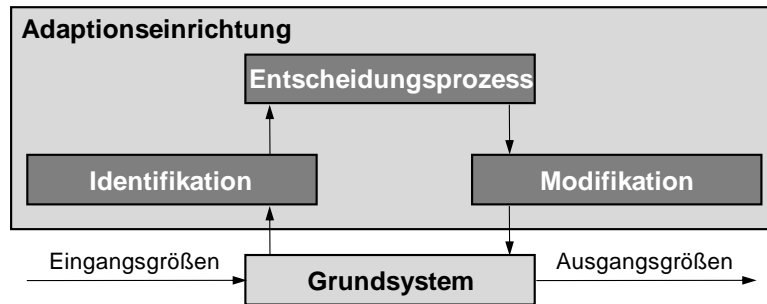 Adaptionseinrichtung
Entscheidungsprozess
Identifikation
Modifikation
Eingangsgrößen
Grundsystem
Ausgangsgrößen